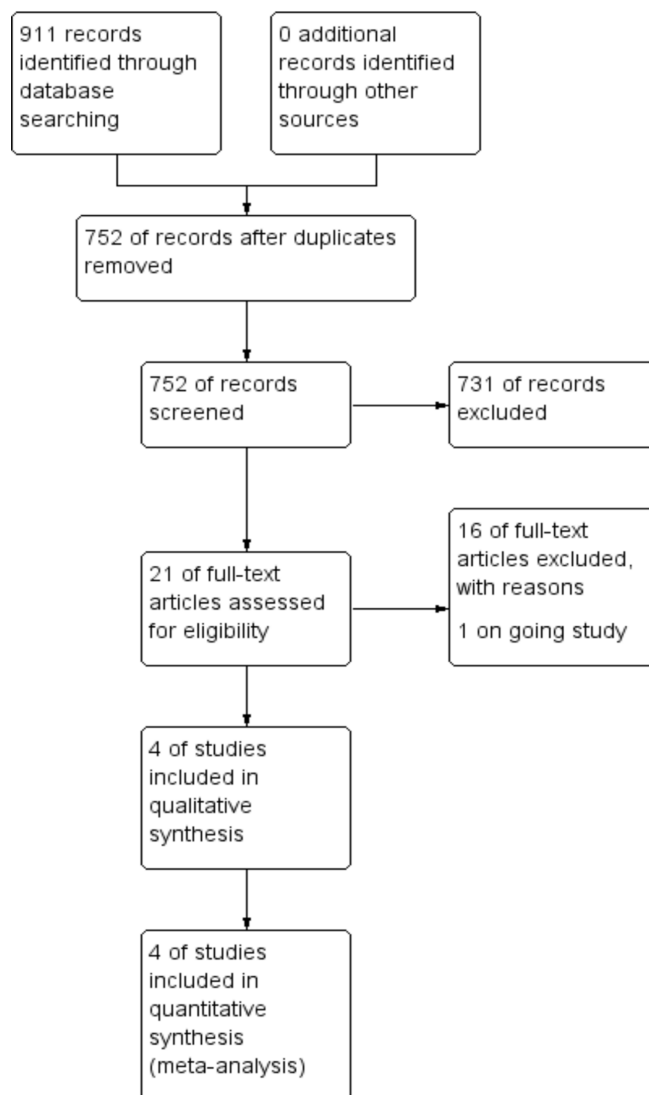 911 records
identified through
database
searching
0 additional
records identified
through other
sources
752 of records after duplicates
removed
752 of records
screened
731 of records
excluded
21 of full-text
articles assessed
for eligibility
16 of full-text
articles excluded,
with reasons
1 on going study
4 of studies
included in
qualitative
synthesis
4 of studies
included in
quantitative
synthesis
(meta-analysis)